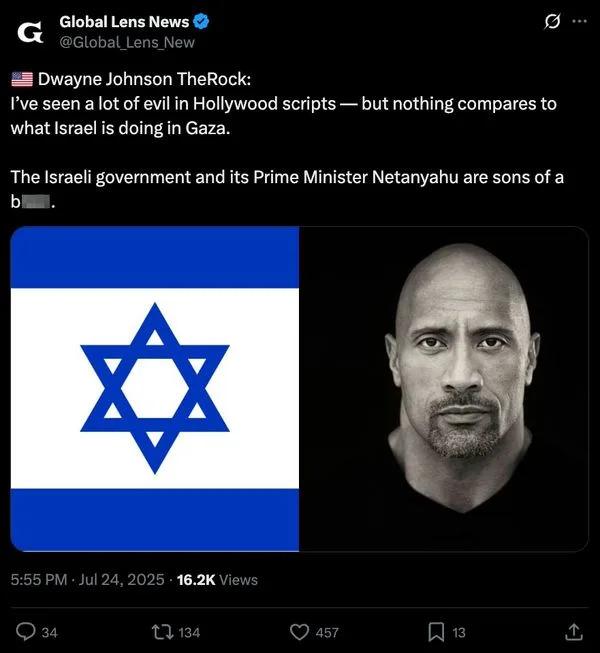 G
Global Lens News
@Global_Lens_New
Dwayne Johnson TheRock:
I’ve seen a lot of evil in Hollywood scripts — but nothing compares to
what Israel is doing in Gaza.
The Israeli government and its Prime Minister Netanyahu are sons of a
b .
5:55 PM · Jul 24, 2025 · 16.2K Views
34 134 457 13